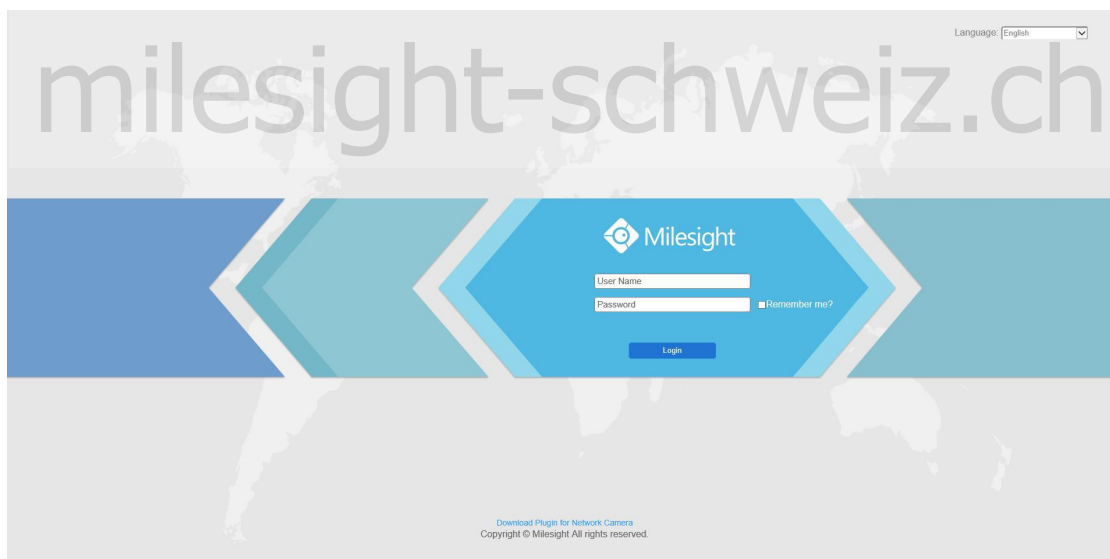 Language: English
milesight-schweiz.ch
Milesight
User Name
Password
Remember me?
Login
Download Plugin for Network Camera
Copyright © Milesight All rights reserved.